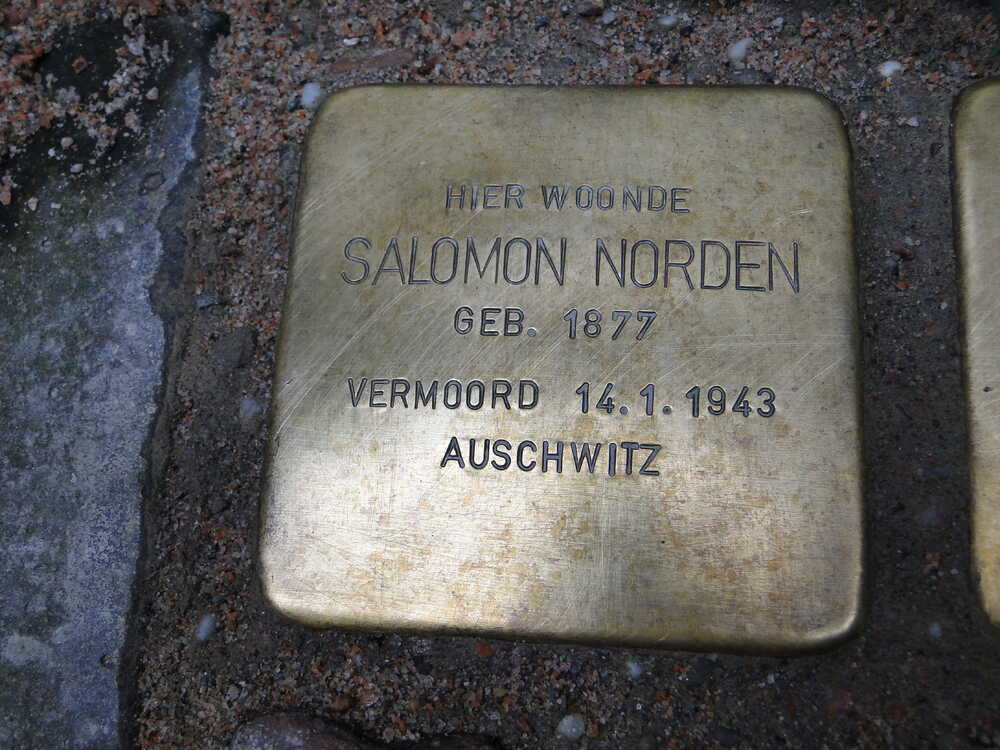 HIER WOONDE
SALOMON NORDEN
GEB. 1877
VERMOORD 14.1.1943
AUSCHWITZ